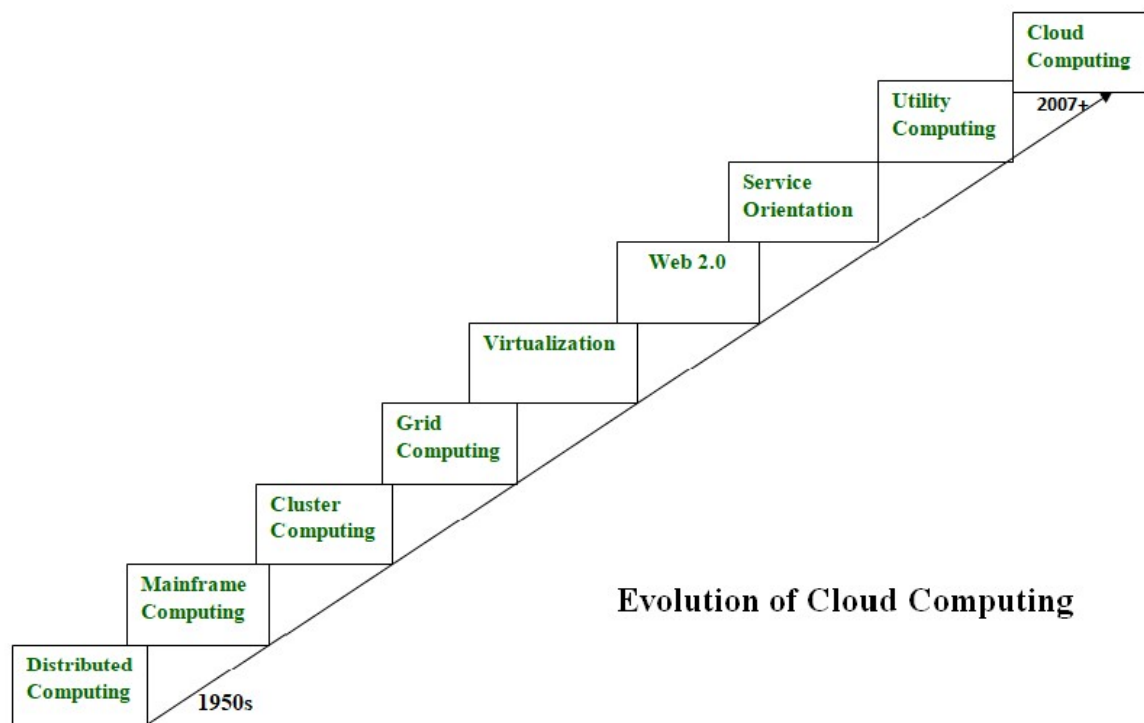 Cloud
Computing
2007+
Utility
Computing
Service
Orientation
Web 2.0
Virtualization
Grid
Computing
Cluster
Computing
Mainframe
Computing
Evolution of Cloud Computing
Distributed
Computing
1950s